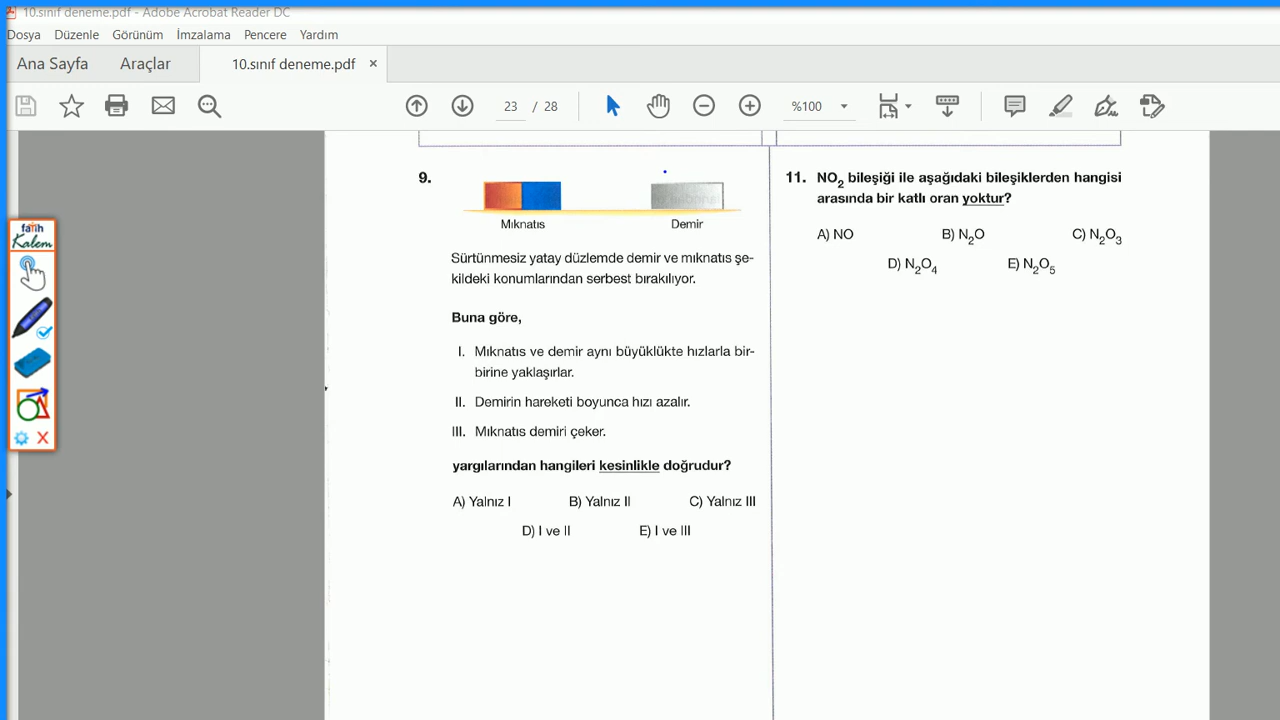 10.sınıf deneme.pdf - Adobe Acrobat Reader DC
Dosya Düzenle Görünüm İmzalama Pencere Yardım
Ana Sayfa Araçlar 10.sınıf deneme.pdf ×
23 / 28 %100
fatih
Kalem
9.
Mıknatıs Demir
Sürtünmesiz yatay düzlemde demir ve mıknatıs şe-
kildeki konumlarından serbest bırakılıyor.
Buna göre,
I. Mıknatıs ve demir aynı büyüklükte hızlarla bir-
birine yaklaşırlar.
II. Demirin hareketi boyunca hızı azalır.
III. Mıknatıs demiri çeker.
yargılarından hangileri kesinlikle doğrudur?
A) Yalnız I B) Yalnız II C) Yalnız III
D) I ve II E) I ve III
11. NO₂ bileşiği ile aşağıdaki bileşiklerden hangisi
arasında bir katlı oran yoktur?
A) NO B) N₂O C) N₂O₃
D) N₂O₄ E) N₂O₅